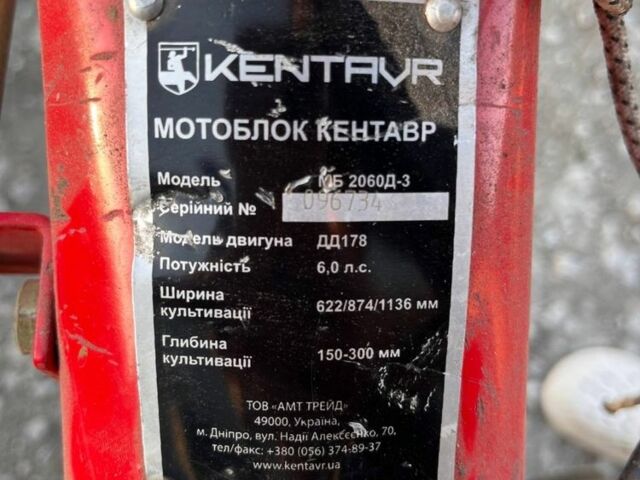 KENTAVR
МОТОБЛОК КЕНТАВР
Модель МБ 2060Д-3
Серійний № 096734
Модель двигуна ДД178
Потужність 6,0 л.с.
Ширина
культивації 622/874/1136 мм
Глибина
культивації 150-300 мм
ТОВ «АМТ ТРЕЙД»
49000, Україна,
м. Дніпро, вул. Надії Алексєєнко, 70,
тел/факс: +380 (056) 374-89-37
www.kentavr.ua